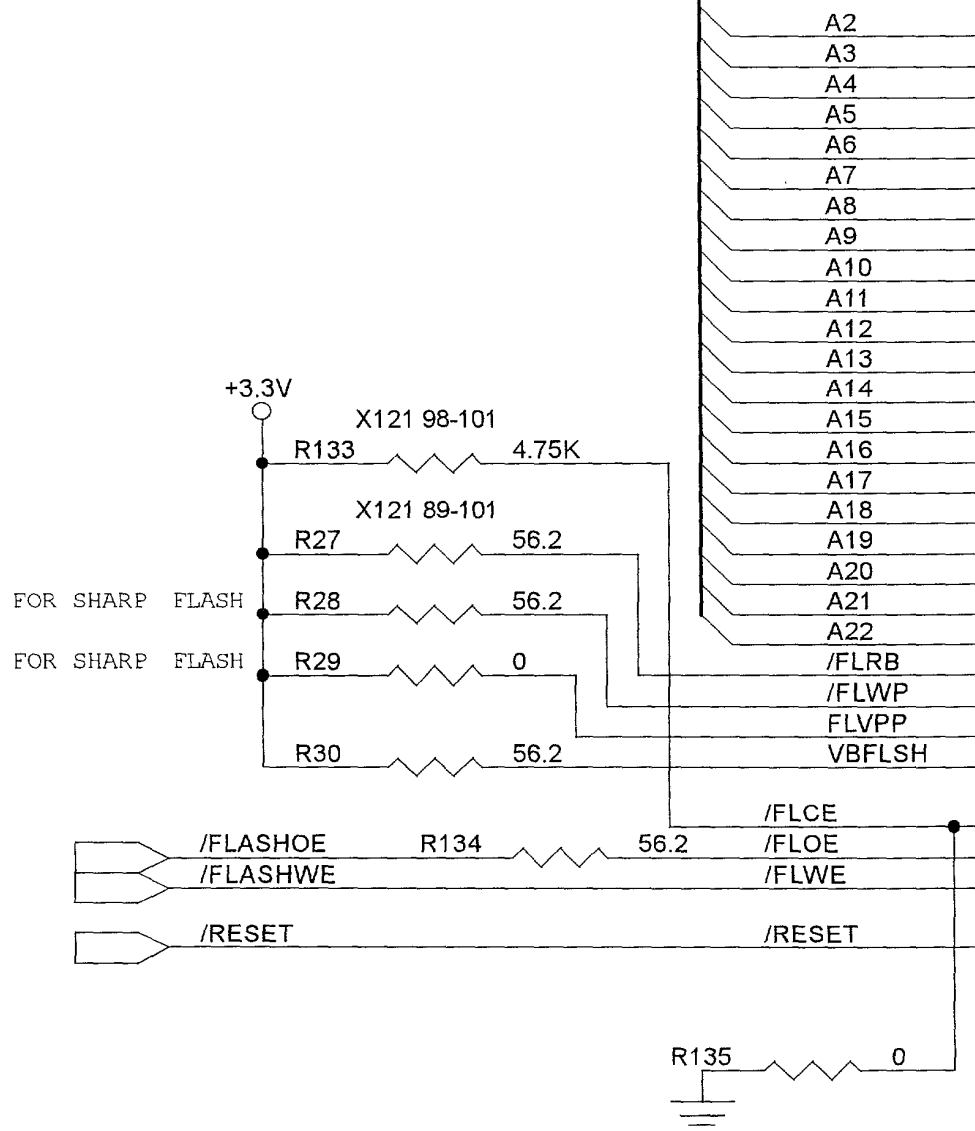 A2
A3
A4
A5
A6
A7
A8
A9
A10
A11
A12
A13
A14
+3.3V
X121 98-101
A15
R133 4.75K A16
A17
X121 89-101 A18
R27 56.2 A19
A20
FOR SHARP FLASH R28 56.2 A21
A22
FOR SHARP FLASH R29 0 /FLRB
/FLWP
FLVPP
R30 56.2 VBFLSH
/FLCE
/FLASHOE R134 56.2 /FLOE
/FLASHWE /FLWE
/RESET /RESET
R135 0